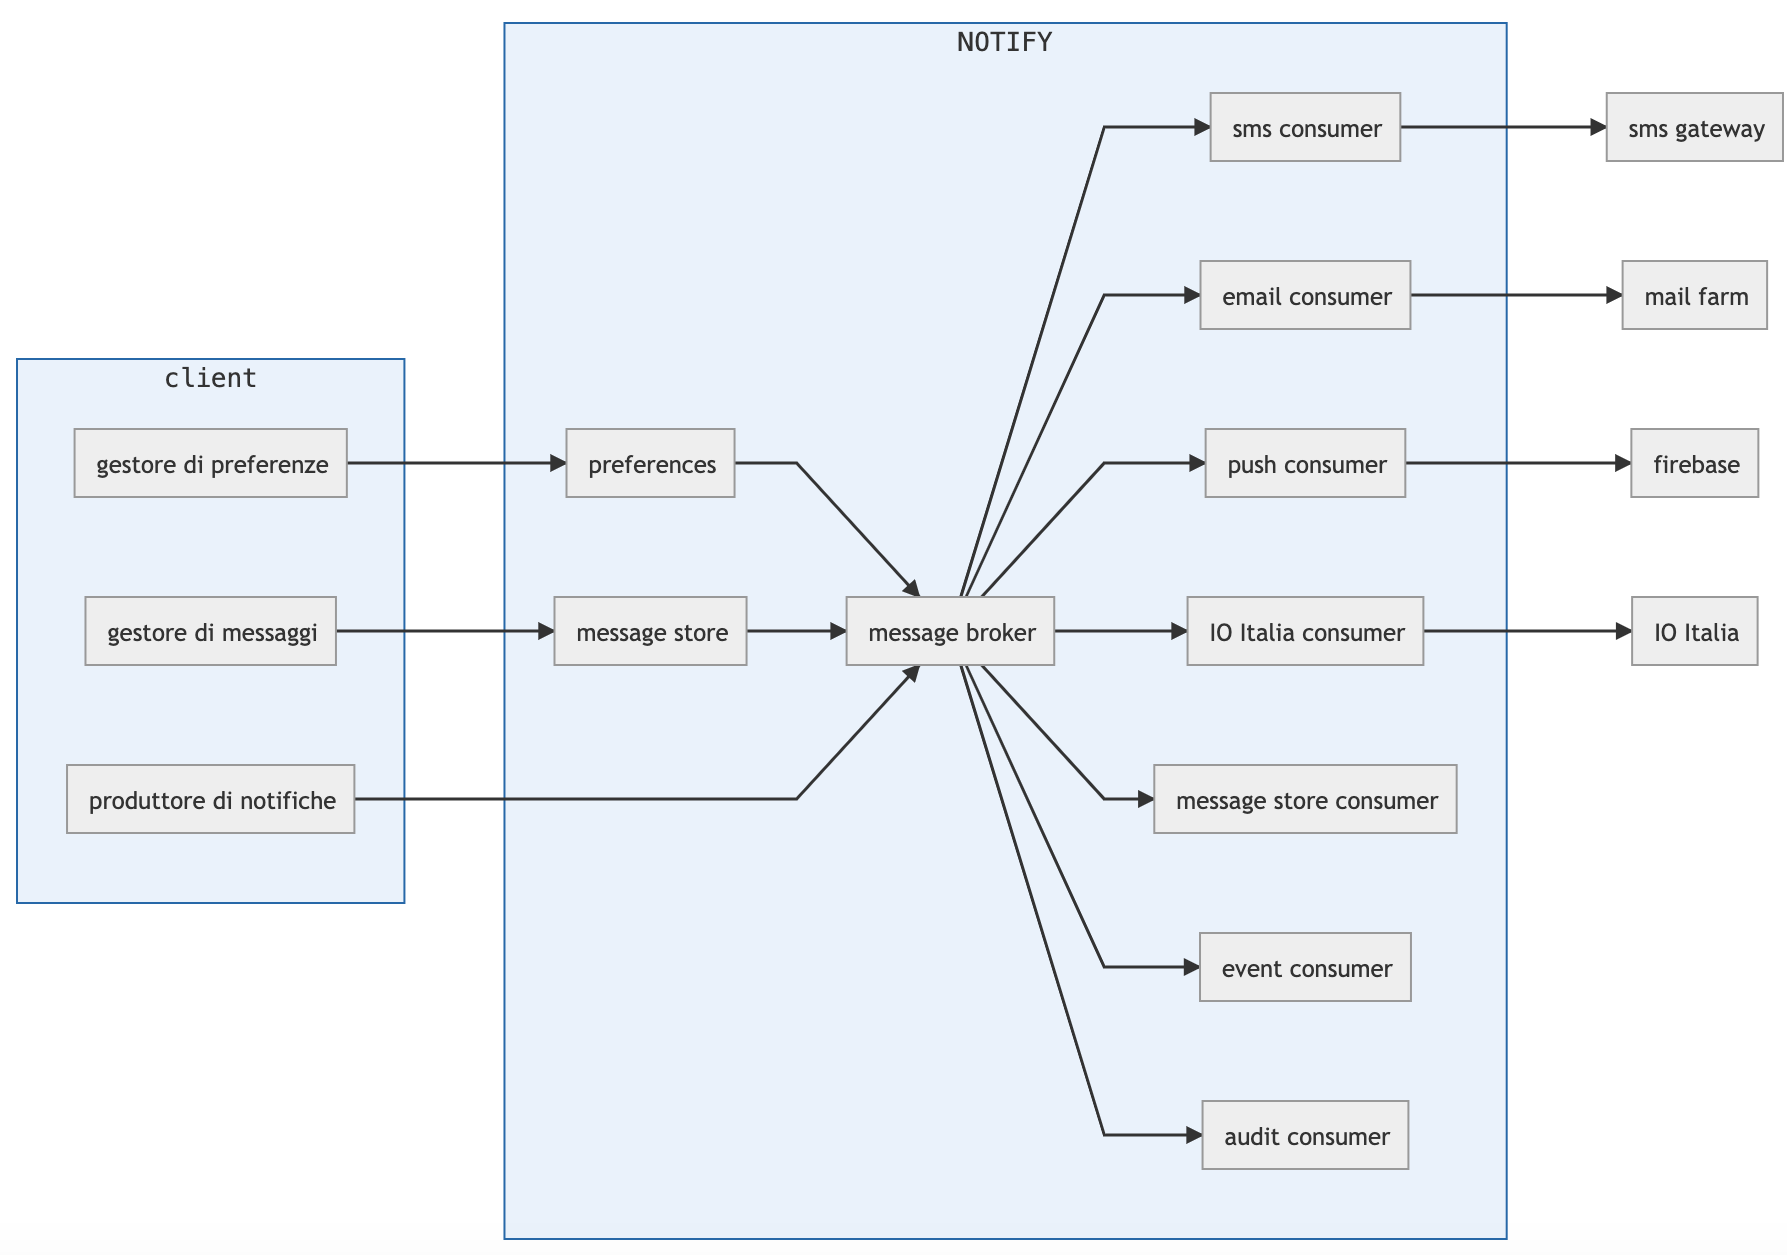 NOTIFY
sms consumer
sms gateway
email consumer
mail farm
client
gestore di preferenze
preferences
push consumer
firebase
gestore di messaggi
message store
message broker
IO Italia consumer
IO Italia
produttore di notifiche
message store consumer
event consumer
audit consumer